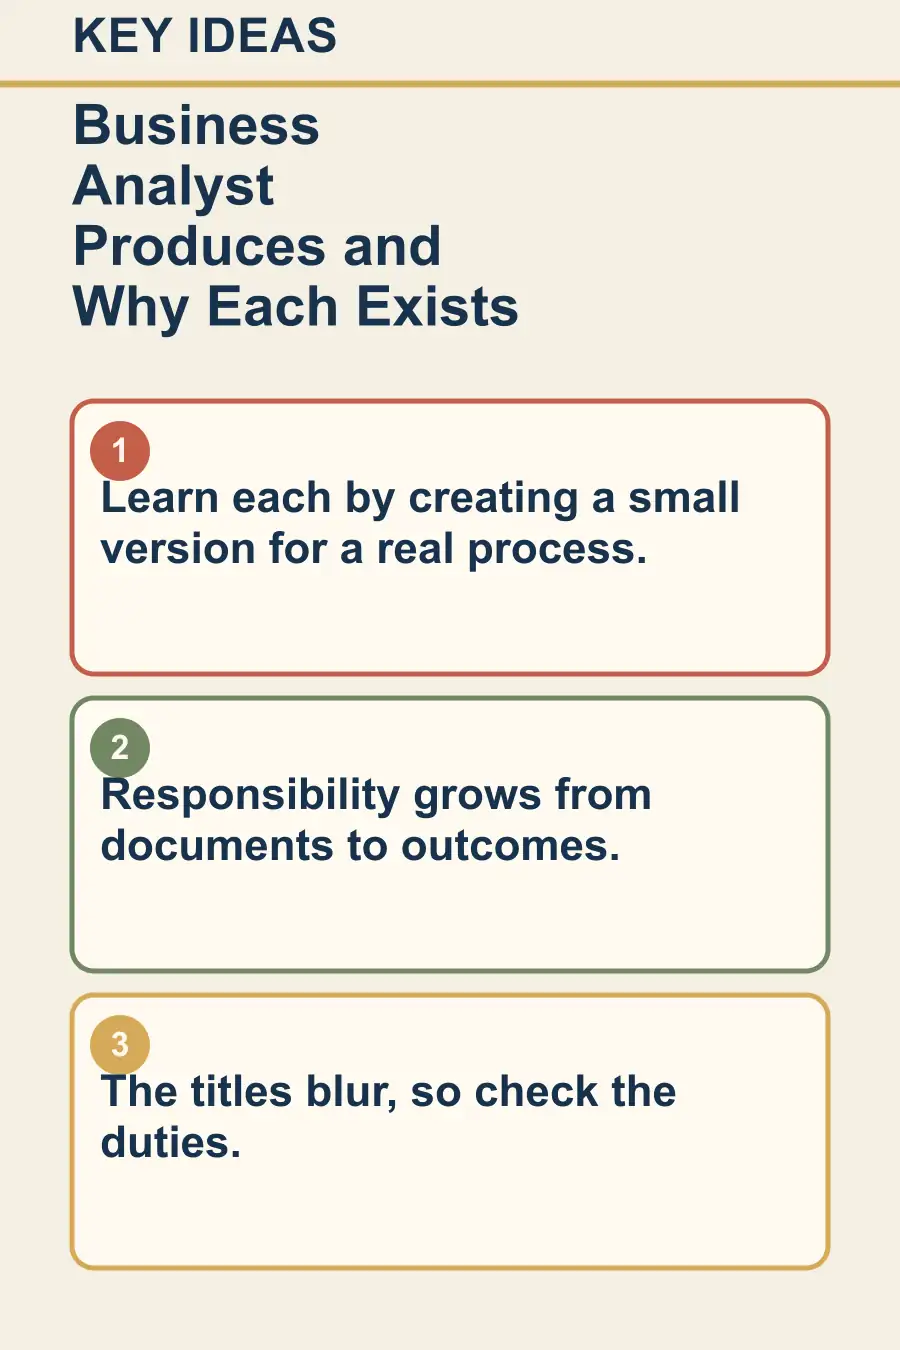 KEY IDEAS
Business
Analyst
Produces and
Why Each Exists
1
Learn each by creating a small
version for a real process.
2
Responsibility grows from
documents to outcomes.
3
The titles blur, so check the
duties.